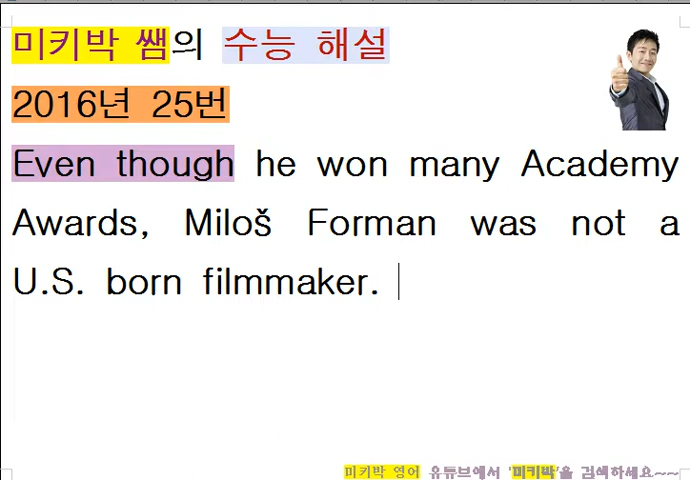 미키박 쌤의 수능 해설
2016년 25번
Even though he won many Academy
Awards, Miloš Forman was not a
U.S. born filmmaker.
미키박 영어 유튜브에서 '미키박'을 검색하세요~~